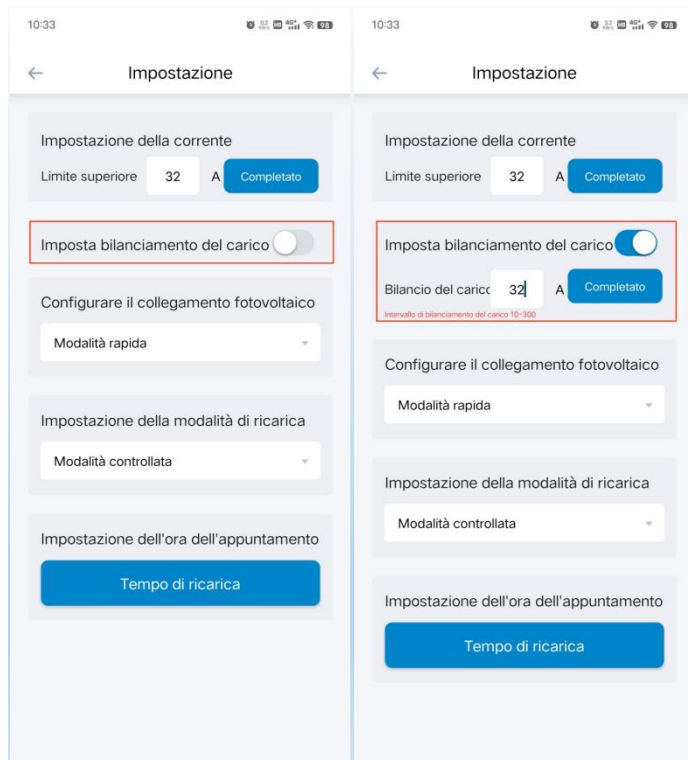 10:33
98
Impostazione
Impostazione della corrente
Limite superiore 32 A Completato
Imposta bilanciamento del carico
Configurare il collegamento fotovoltaico
Modalità rapida
Impostazione della modalità di ricarica
Modalità controllata
Impostazione dell'ora dell'appuntamento
Tempo di ricarica
10:33
98
Impostazione
Impostazione della corrente
Limite superiore 32 A Completato
Imposta bilanciamento del carico
Bilancio del caricc 32 A Completato
Intervallo di bilanciamento del carico 10-300
Configurare il collegamento fotovoltaico
Modalità rapida
Impostazione della modalità di ricarica
Modalità controllata
Impostazione dell'ora dell'appuntamento
Tempo di ricarica